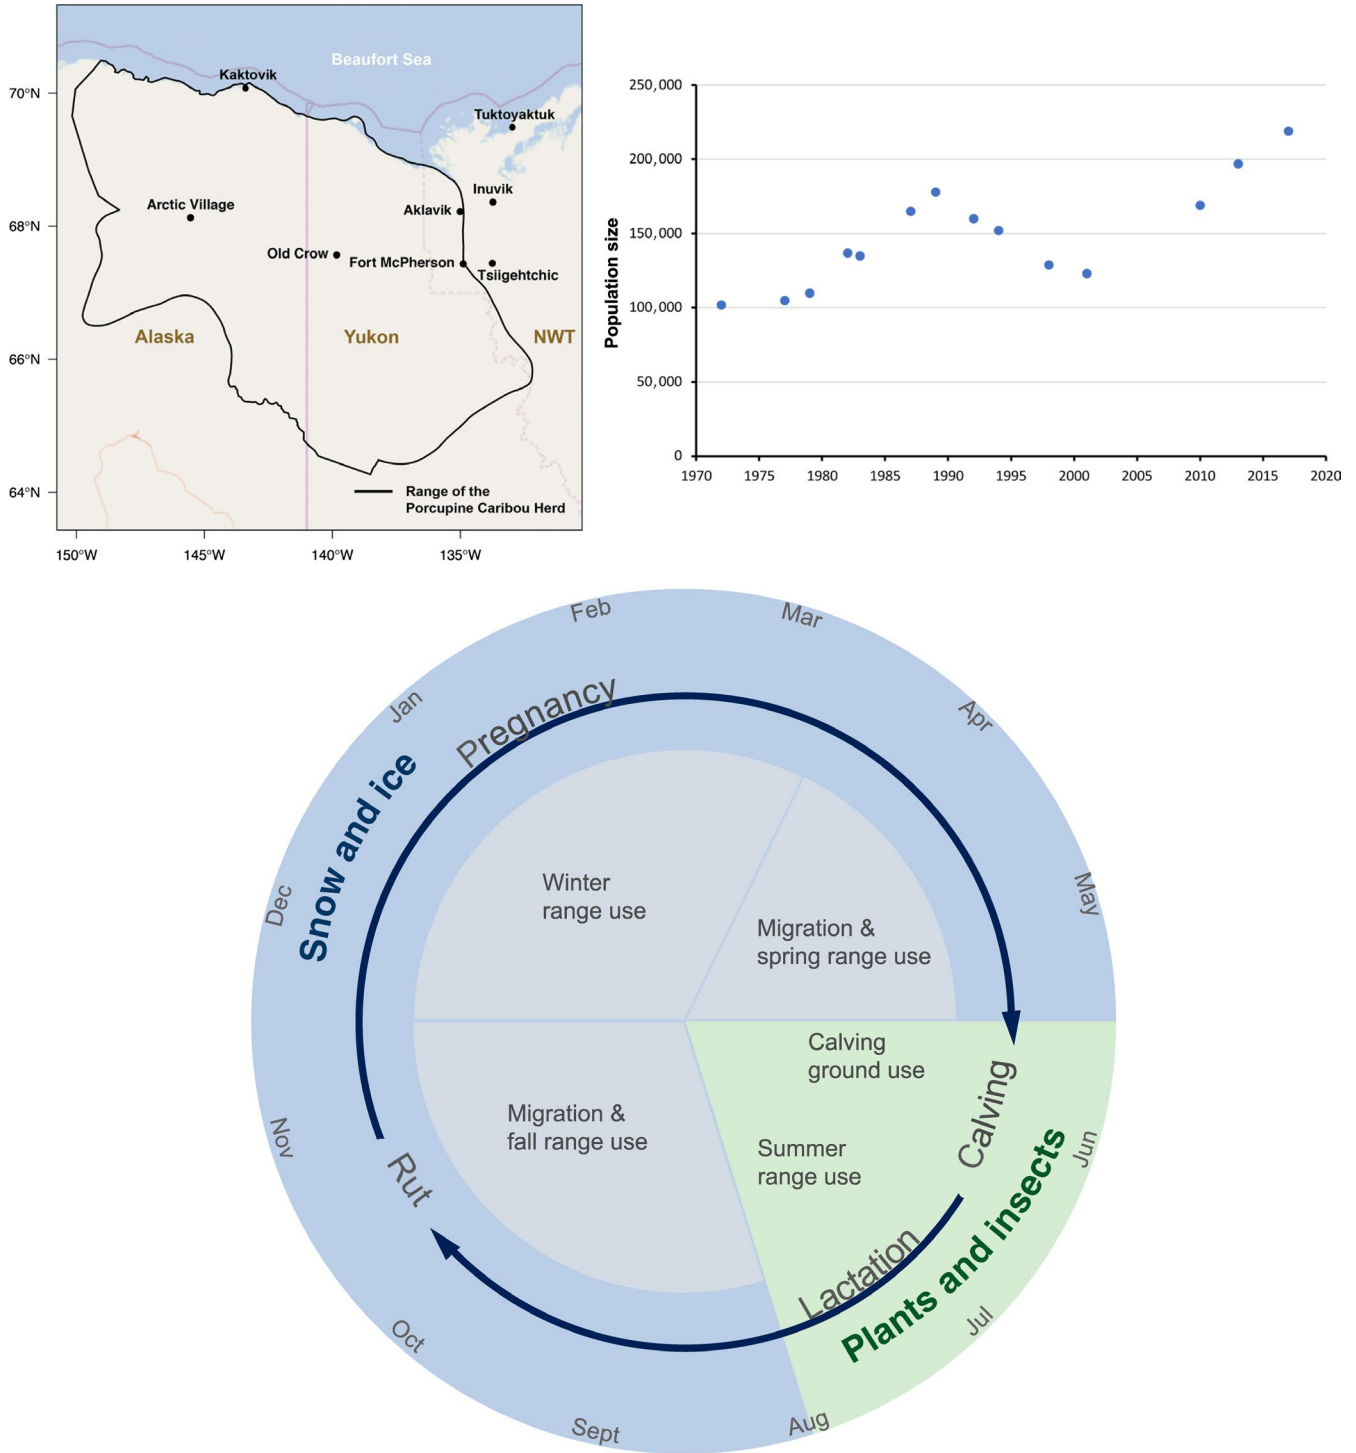 Beaufort Sea
Kaktovik
70°N
Tuktoyaktuk
Inuvik
Arctic Village
Aklavik
68°N
Old Crow
Fort McPherson
Tsiigehtchic
Alaska
Yukon
NWT
66°N
64°N
Range of the
Porcupine Caribou Herd
150°W
145°W
140°W
135°W
Population size
250,000
200,000
150,000
100,000
50,000
0
1970
1975
1980
1985
1990
1995
2000
2005
2010
2015
2020
Feb
Mar
Jan
Apr
Pregnancy
Snow and ice
Dec
May
Winter
range use
Migration &
spring range use
Calving
ground use
Calving
Migration &
fall range use
Summer
range use
Nov
Jun
Rut
Plants and insects
Lactation
Jul
Oct
Aug
Sept